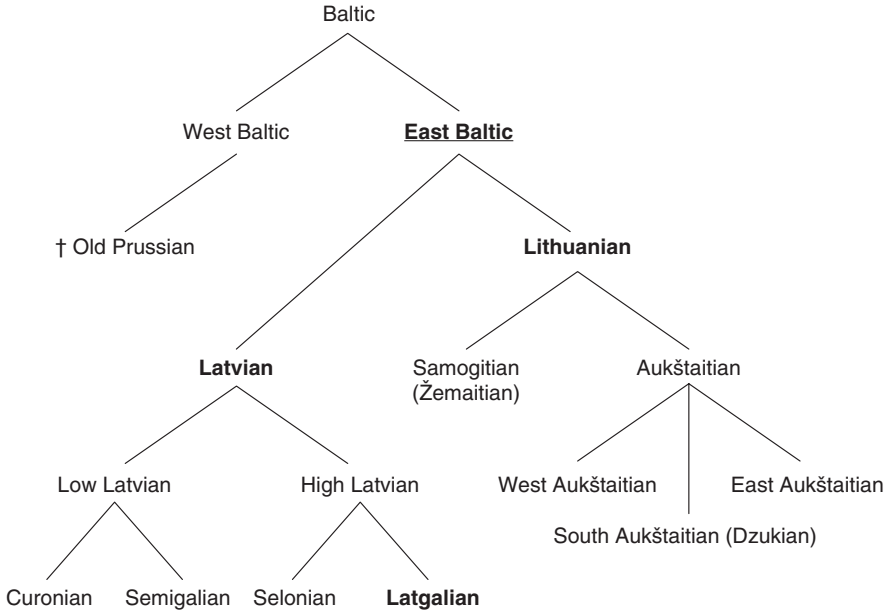 Baltic
West Baltic
East Baltic
† Old Prussian
Lithuanian
Latvian
Samogitian
(Žemaitian)
Aukštaitian
Low Latvian
High Latvian
West Aukštaitian
East Aukštaitian
South Aukštaitian (Dzukian)
Curonian
Semigalian
Selonian
Latgalian